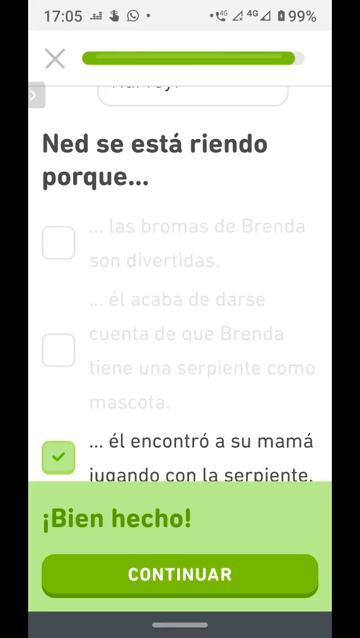 17:05 4G 4G 99%
Ned se está riendo
porque...
... las bromas de Brenda
son divertidas.
... él acaba de darse
cuenta de que Brenda
tiene una serpiente como
mascota.
... él encontró a su mamá
jugando con la serpiente.
¡Bien hecho!
CONTINUAR